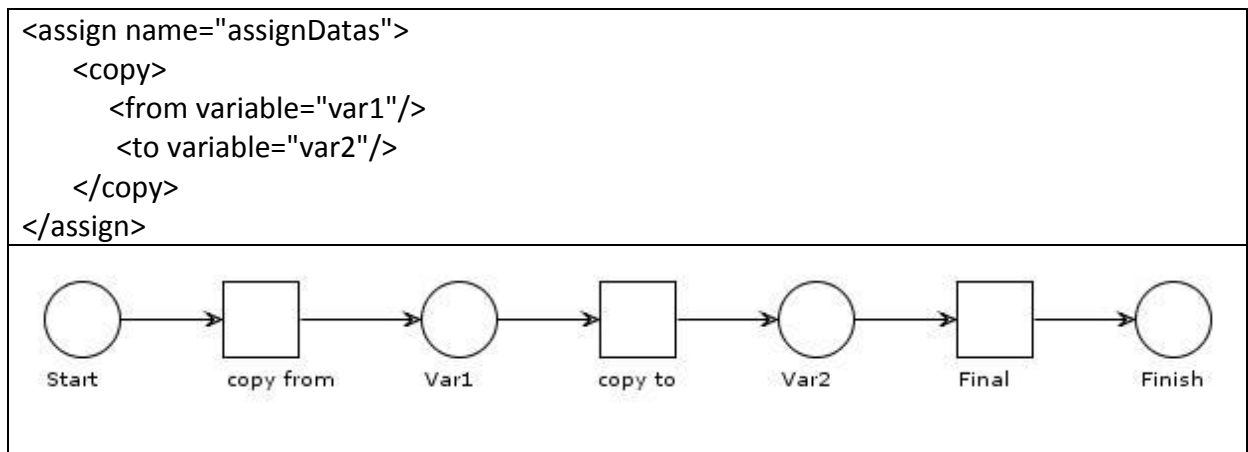 <assign name="assignDatas">
<copy>
<from variable="var1"/>
<to variable="var2"/>
</copy>
</assign>
Start copy from Var1 copy to Var2 Final Finish